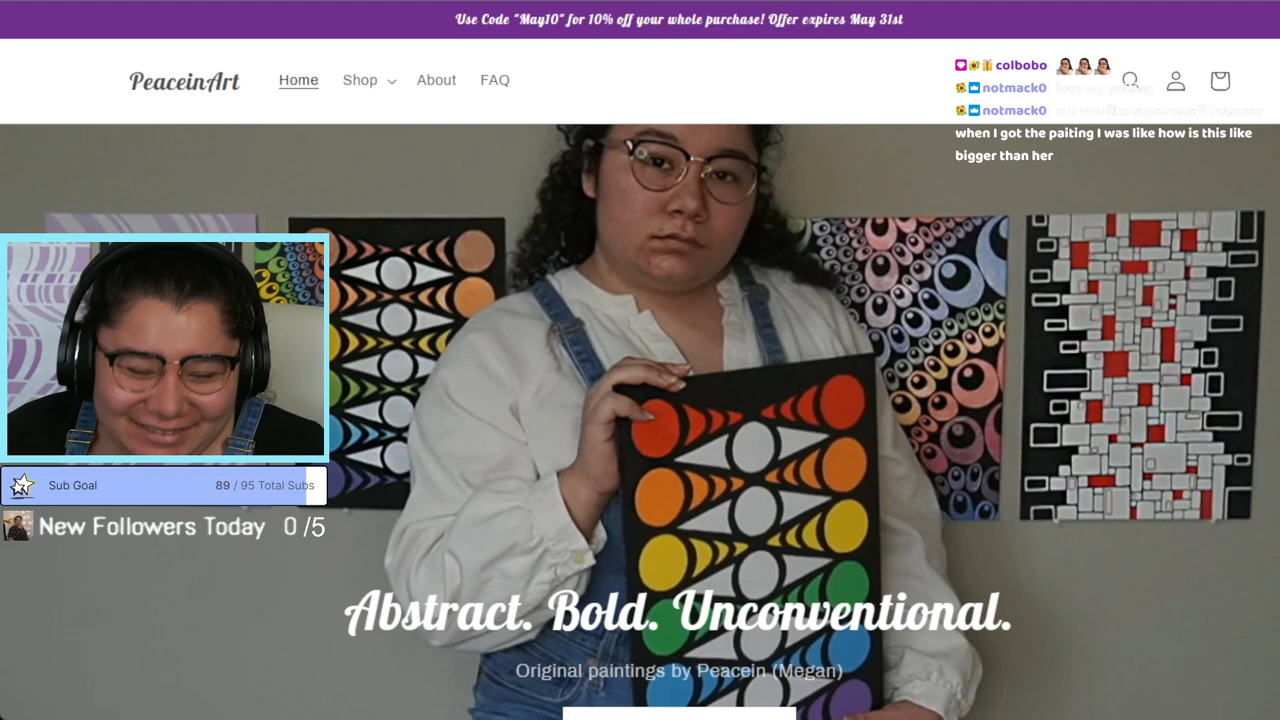 Use Code "May10" for 10% off your whole purchase! Offer expires May 31st
PeaceinArt
Home
Shop
About
FAQ
colbobo
notmack0
notmack0
when I got the paiting I was like how is this like
bigger than her
Sub Goal
89 / 95 Total Subs
New Followers Today 0 /5
Abstract. Bold. Unconventional.
Original paintings by Peacein (Megan)